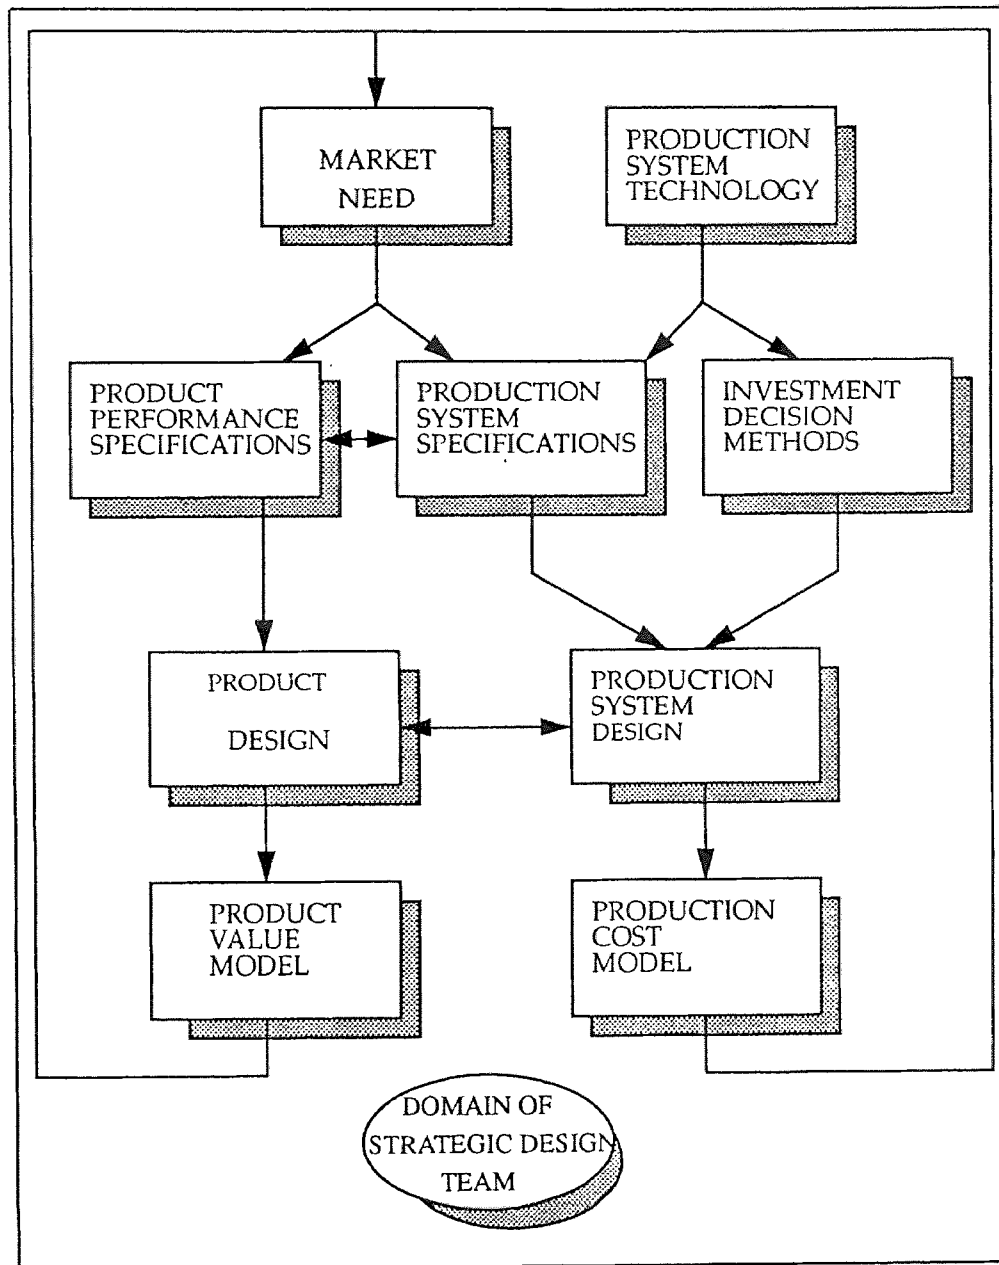 MARKET
NEED
PRODUCTION
SYSTEM
TECHNOLOGY
PRODUCT
PERFORMANCE
SPECIFICATIONS
PRODUCTION
SYSTEM
SPECIFICATIONS
INVESTMENT
DECISION
METHODS
PRODUCT
DESIGN
PRODUCTION
SYSTEM
DESIGN
PRODUCT
VALUE
MODEL
PRODUCTION
COST
MODEL
DOMAIN OF
STRATEGIC DESIGN
TEAM